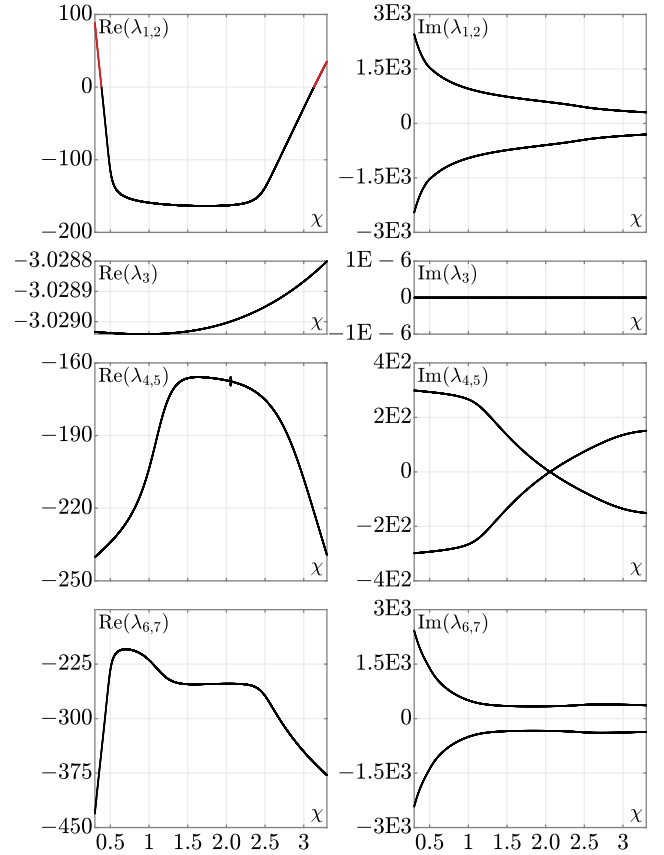 100 Re(λ1,2)
0
−100
−200
χ
3E3 Im(λ1,2)
1.5E3
0
−1.5E3
−3E3
χ
−3.0288 Re(λ3)
−3.0289
−3.0290
χ
1E − 6 Im(λ3)
0
−1E − 6
χ
−160 Re(λ4,5)
−190
−220
−250
χ
4E2 Im(λ4,5)
2E2
0
−2E2
−4E2
χ
Re(λ6,7)
−225
−300
−375
−450
χ
0.5 1 1.5 2.0 2.5 3
3E3 Im(λ6,7)
1.5E3
0
−1.5E3
−3E3
χ
0.5 1 1.5 2.0 2.5 3